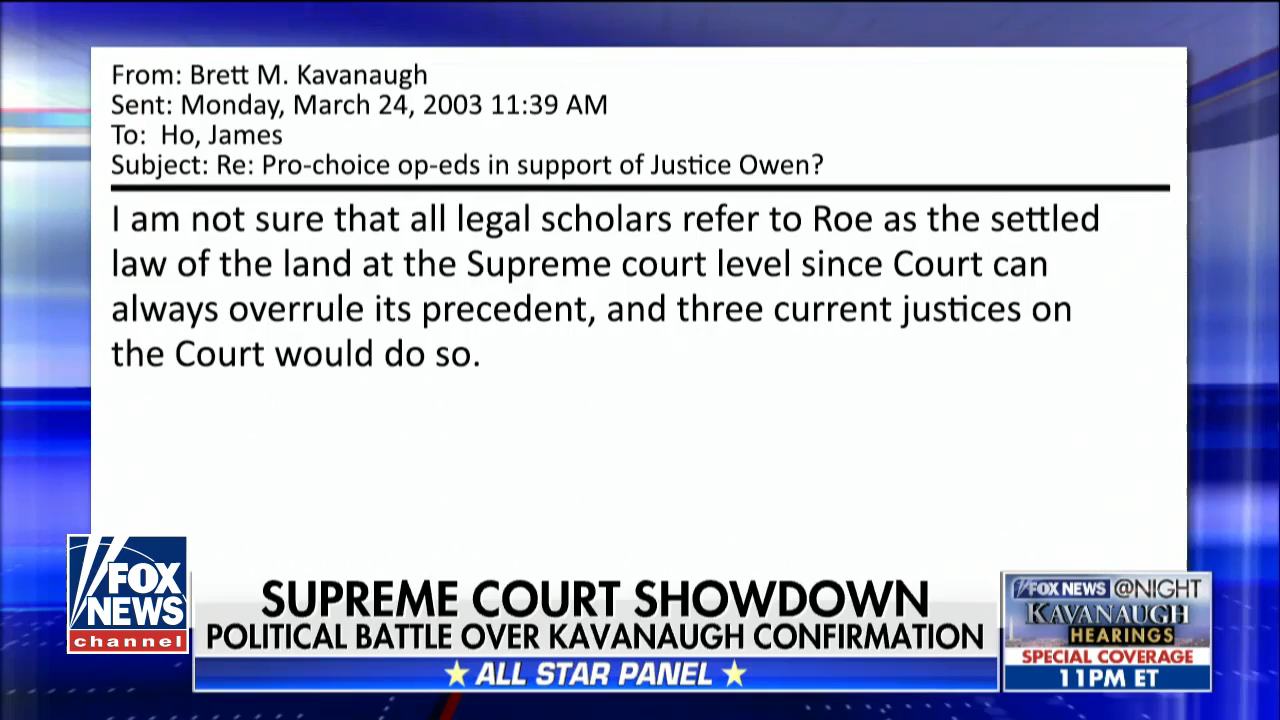 From: Brett M. Kavanaugh
Sent: Monday, March 24, 2003 11:39 AM
To: Ho, James
Subject: Re: Pro-choice op-eds in support of Justice Owen?
I am not sure that all legal scholars refer to Roe as the settled
law of the land at the Supreme court level since Court can
always overrule its precedent, and three current justices on
the Court would do so.
FOX
NEWS
channel
SUPREME COURT SHOWDOWN
POLITICAL BATTLE OVER KAVANAUGH CONFIRMATION
ALL STAR PANEL
FOX NEWS @NIGHT
KAVANAUGH
HEARINGS
SPECIAL COVERAGE
11PM ET